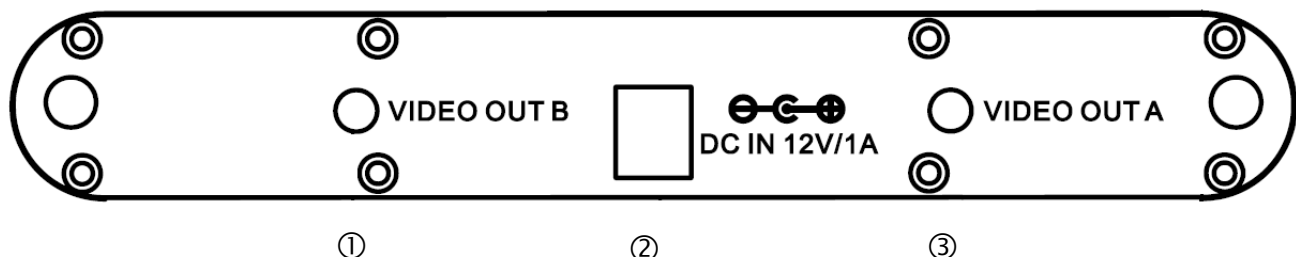 VIDEO OUT B
DC IN 12V/1A
VIDEO OUT A
① ② ③